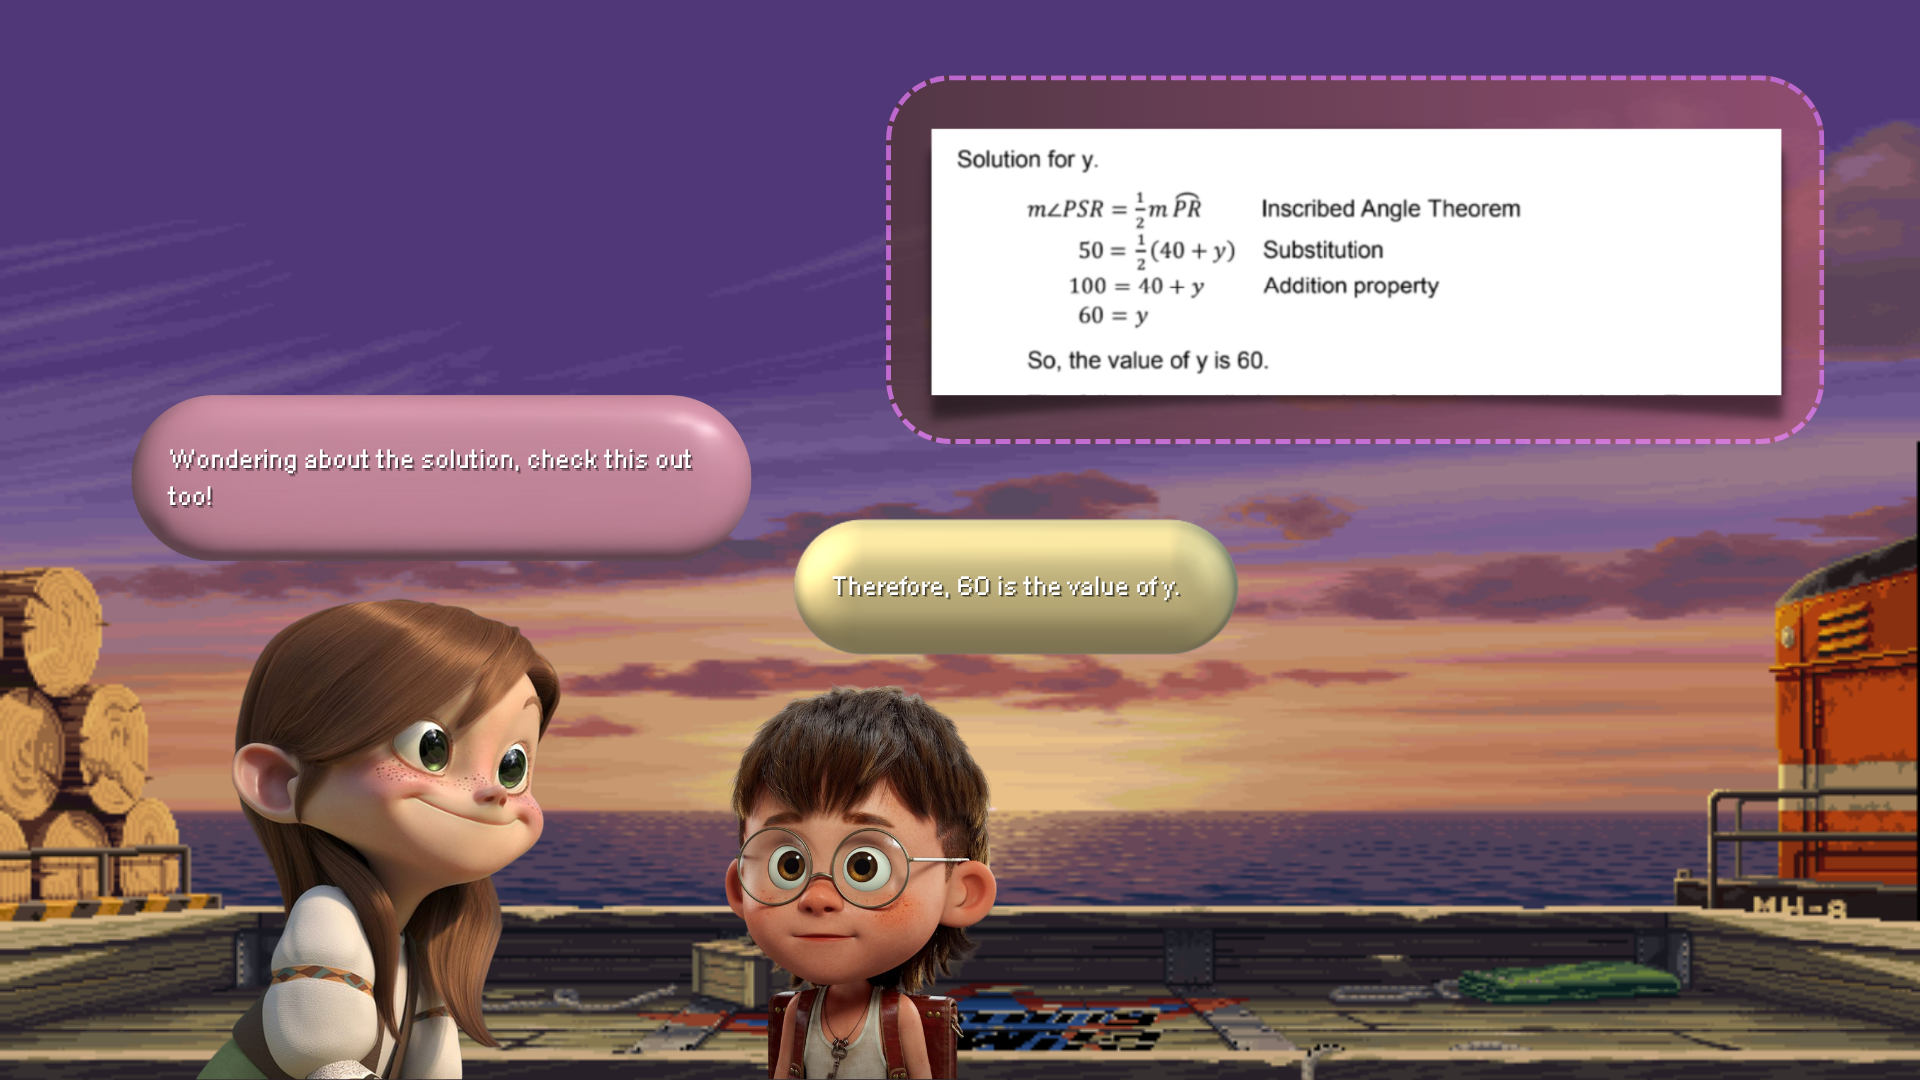 Solution for y.
m∠PSR = 1/2 m P͡R Inscribed Angle Theorem
50 = 1/2 (40 + y) Substitution
100 = 40 + y Addition property
60 = y
So, the value of y is 60.
Wondering about the solution, check this out
too!
Therefore, 60 is the value of y.
MH-8